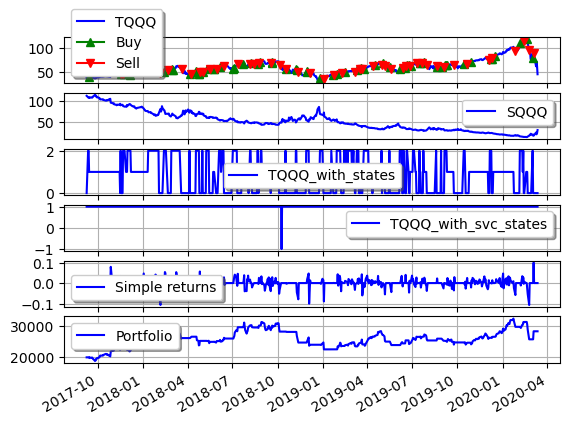 TQQQ
Buy
Sell
100
50
SQQQ
100
50
TQQQ_with_states
2
0
TQQQ_with_svc_states
1
0
−1
Simple returns
0.1
0.0
−0.1
Portfolio
30000
20000
2017-10 2018-01 2018-04 2018-07 2018-10 2019-01 2019-04 2019-07 2019-10 2020-01 2020-04